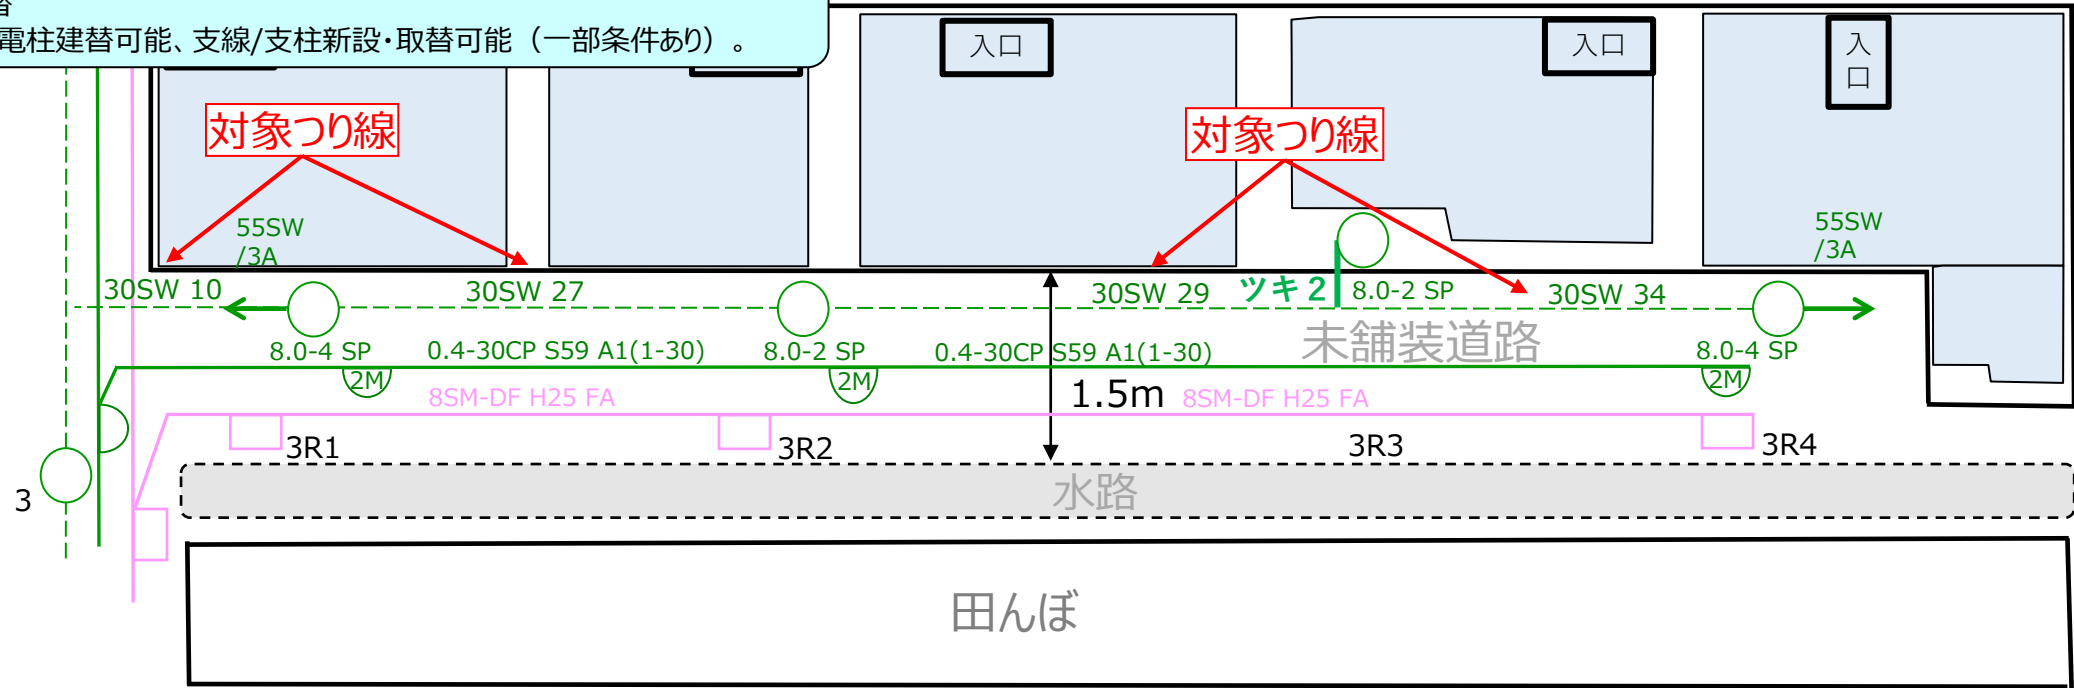 電柱建替可能、支線/支柱新設・取替可能（一部条件あり）。
入口
入口
入
口
対象つり線
対象つり線
55SW
/3A
55SW
/3A
30SW 10
30SW 27
30SW 29
ツキ２
8.0-2 SP
30SW 34
未舗装道路
8.0-4 SP
0.4-30CP S59 A1(1-30)
8.0-2 SP
0.4-30CP S59 A1(1-30)
8.0-4 SP
2M
2M
2M
8SM-DF H25 FA
1.5m
8SM-DF H25 FA
3R1
3R2
3R3
3R4
3
水路
田んぼ